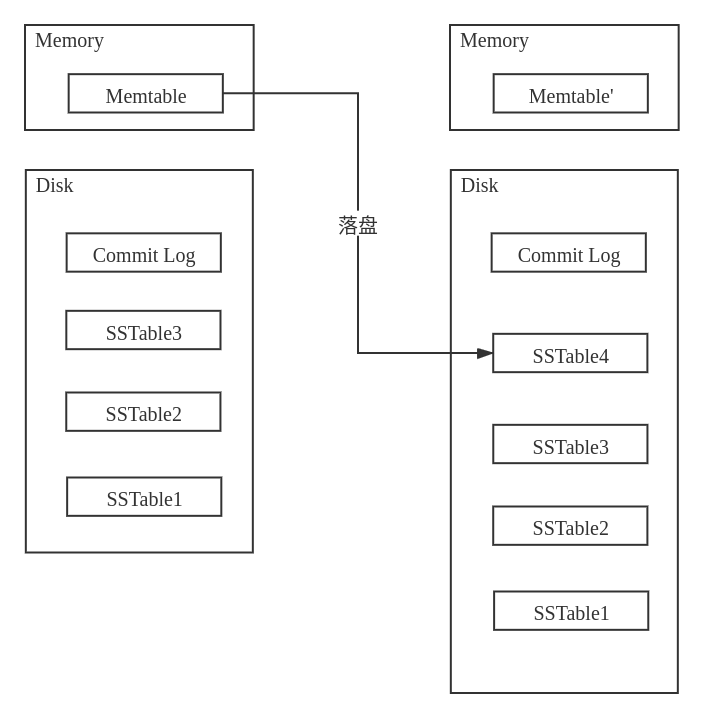 Memory
Memtable
Disk
Commit Log
SSTable3
SSTable2
SSTable1
落盘
Memory
Memtable'
Disk
Commit Log
SSTable4
SSTable3
SSTable2
SSTable1